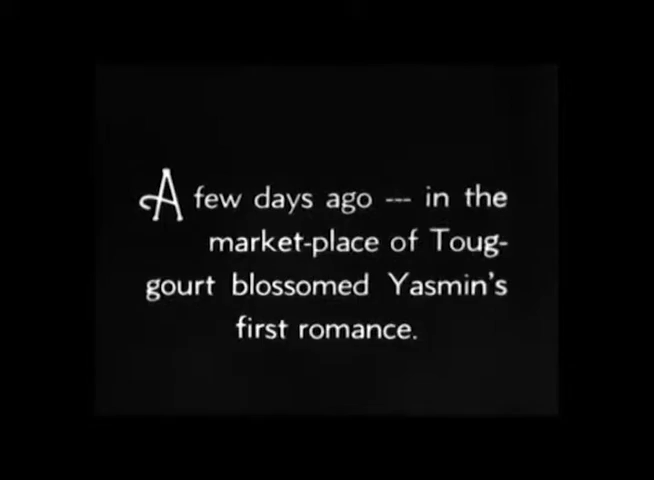 A few days ago --- in the
market-place of Toug-
gourt blossomed Yasmin's
first romance.